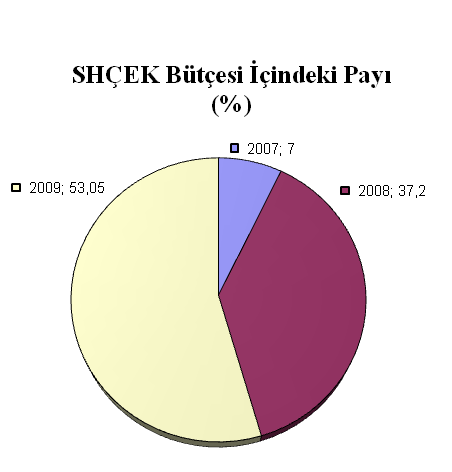 SHÇEK Bütçesi İçindeki Payı
(%)
2007; 7
2009; 53,05
2008; 37,2